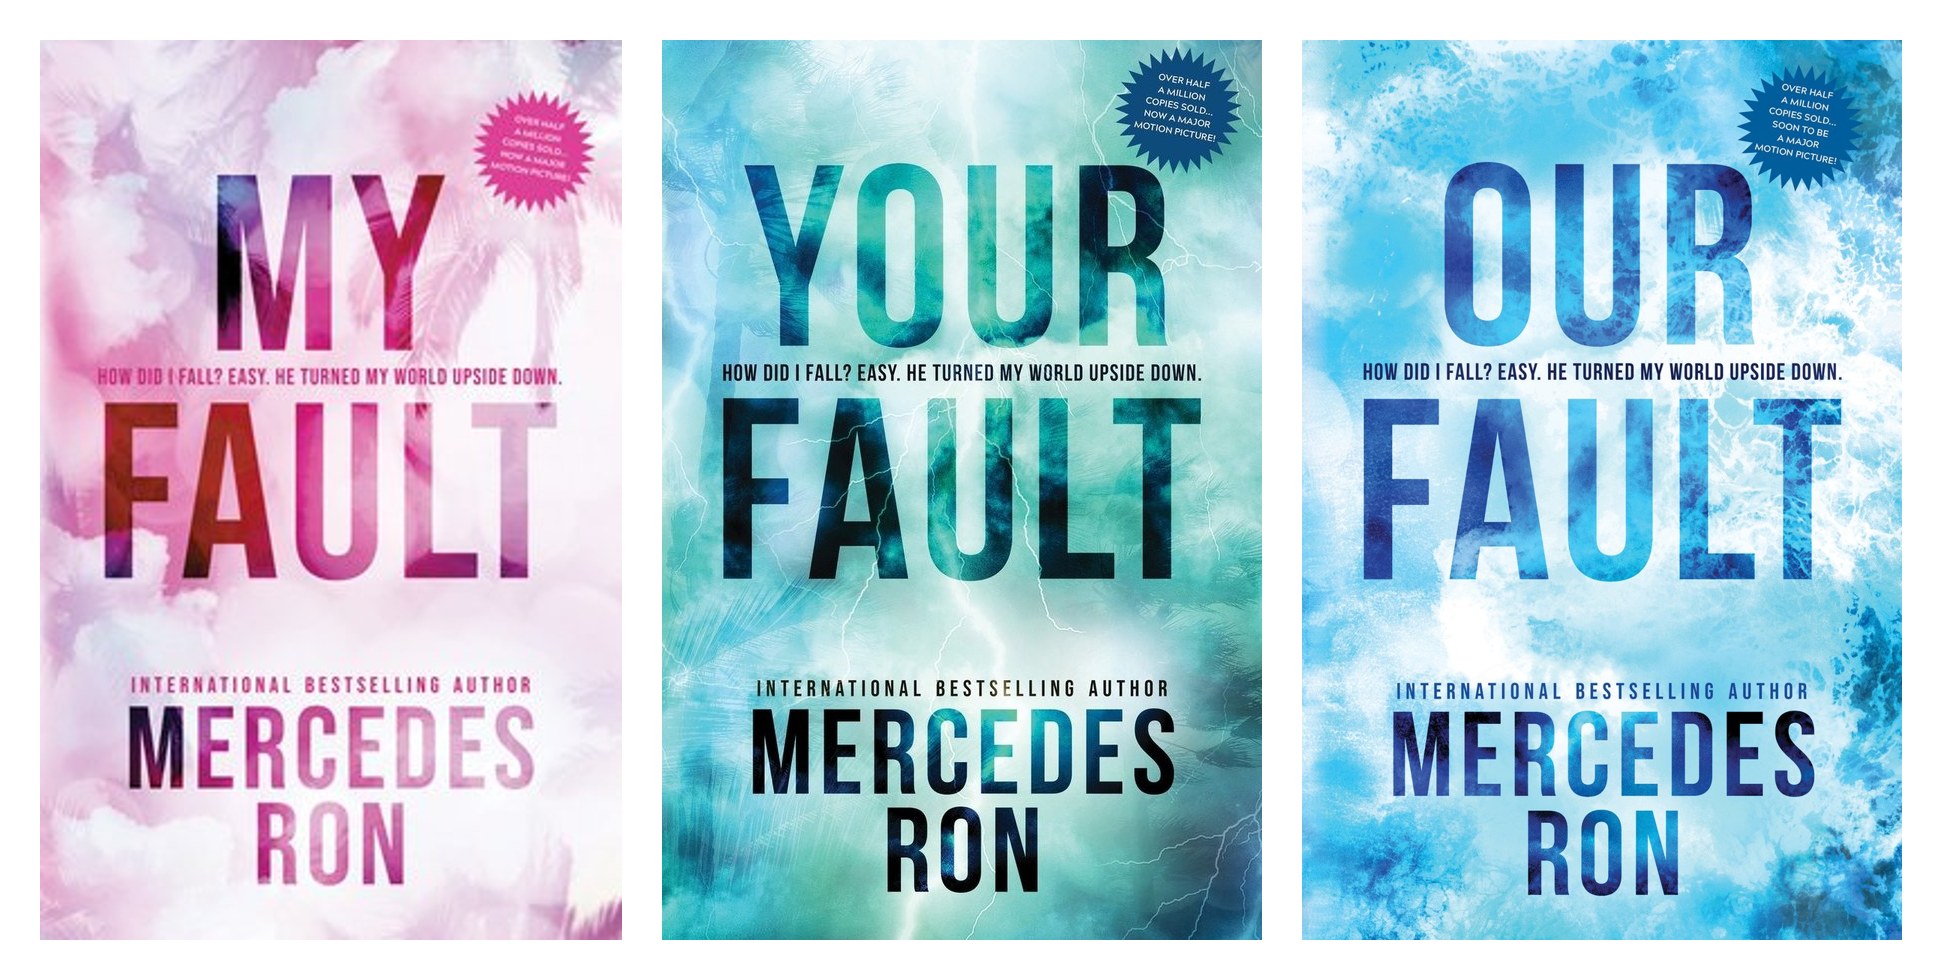 OVER HALF
A MILLION
COPIES SOLD...
NOW A MAJOR
MOTION PICTURE!
MY
HOW DID I FALL? EASY. HE TURNED MY WORLD UPSIDE DOWN.
FAULT
INTERNATIONAL BESTSELLING AUTHOR
MERCEDES
RON
OVER HALF
A MILLION
COPIES SOLD...
NOW A MAJOR
MOTION PICTURE!
YOUR
HOW DID I FALL? EASY. HE TURNED MY WORLD UPSIDE DOWN.
FAULT
INTERNATIONAL BESTSELLING AUTHOR
MERCEDES
RON
OVER HALF
A MILLION
COPIES SOLD...
SOON TO BE
A MAJOR
MOTION PICTURE!
OUR
HOW DID I FALL? EASY. HE TURNED MY WORLD UPSIDE DOWN.
FAULT
INTERNATIONAL BESTSELLING AUTHOR
MERCEDES
RON